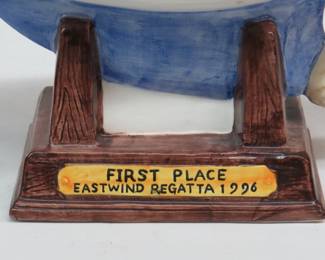 FIRST PLACE
EASTWIND REGATTA 1996